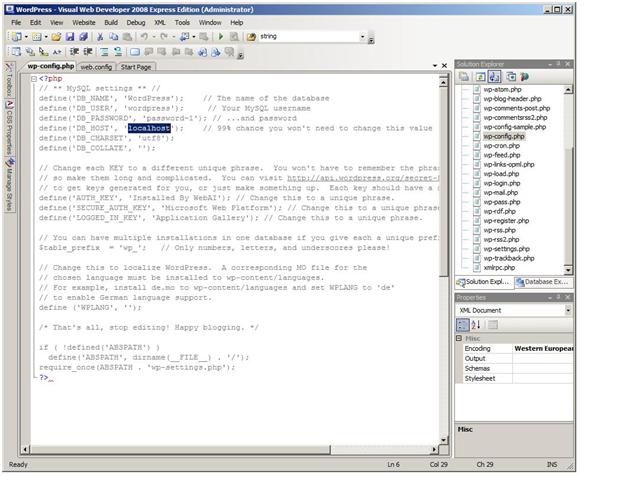 WordPress - Visual Web Developer 2008 Express Edition (Administrator)
File Edit View Website Build Debug XML Tools Window Help
string
wp-config.php web.config Start Page
Toolbox
CSS Properties
Manage Styles
<?php
// ** MySQL settings ** //
define('DB_NAME', 'WordPress'); // The name of the database
define('DB_USER', 'wordpress'); // Your MySQL username
define('DB_PASSWORD', 'password-1'); // ...and password
define('DB_HOST', 'localhost'); // 99% chance you won't need to change this value
define('DB_CHARSET', 'utf8');
define('DB_COLLATE', '');
// Change each KEY to a different unique phrase. You won't have to remember the phra
// so make them long and complicated. You can visit http://api.wordpress.org/secret-
// to get keys generated for you, or just make something up. Each key should have a
define('AUTH_KEY', 'Installed By WebAI'); // Change this to a unique phrase.
define('SECURE_AUTH_KEY', 'Microsoft Web Platform'); // Change this to a unique phrase
define('LOGGED_IN_KEY', 'Application Gallery'); // Change this to a unique phrase.
// You can have multiple installations in one database if you give each a unique prefi
$table_prefix = 'wp_'; // Only numbers, letters, and underscores please!
// Change this to localize WordPress. A corresponding MO file for the
// chosen language must be installed to wp-content/languages.
// For example, install de.mo to wp-content/languages and set WPLANG to 'de'
// to enable German language support.
define ('WPLANG', '');
/* That's all, stop editing! Happy blogging. */
if ( !defined('ABSPATH') )
define('ABSPATH', dirname(__FILE__) . '/');
require_once(ABSPATH . 'wp-settings.php');
?>
Solution Explorer
wp-atom.php
wp-blog-header.php
wp-comments-post.php
wp-commentsrss2.php
wp-config-sample.php
wp-config.php
wp-cron.php
wp-feed.php
wp-links-opml.php
wp-load.php
wp-login.php
wp-mail.php
wp-pass.php
wp-rdf.php
wp-register.php
wp-rss.php
wp-rss2.php
wp-settings.php
wp-trackback.php
xmlrpc.php
Solution Expl... Database Ex...
Properties
XML Document
Misc
Encoding Western European
Output
Schemas
Stylesheet
Misc
Ready Ln 6 Col 29 Ch 29 INS